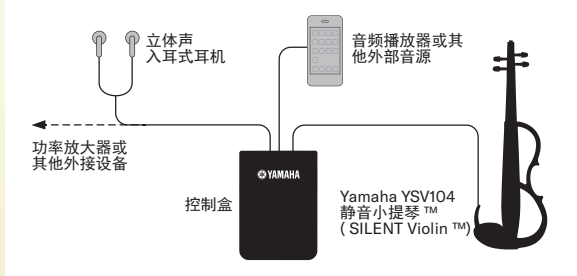 立体声
入耳式耳机
音频播放器或其
他外部音源
功率放大器或
其他外接设备
YAMAHA
控制盒
Yamaha YSV104
静音小提琴™
( SILENT Violin ™)